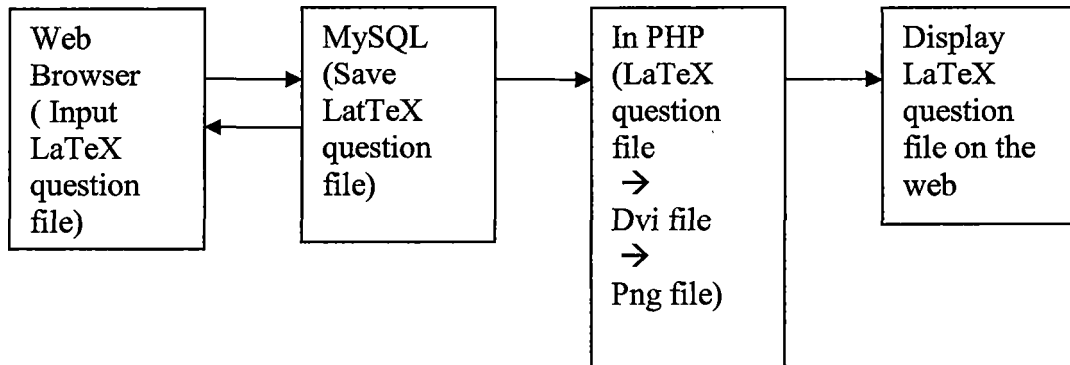 Web
Browser
( Input
LaTeX
question
file)
MySQL
(Save
LatTeX
question
file)
In PHP
(LaTeX
question
file
→
Dvi file
→
Png file)
Display
LaTeX
question
file on the
web